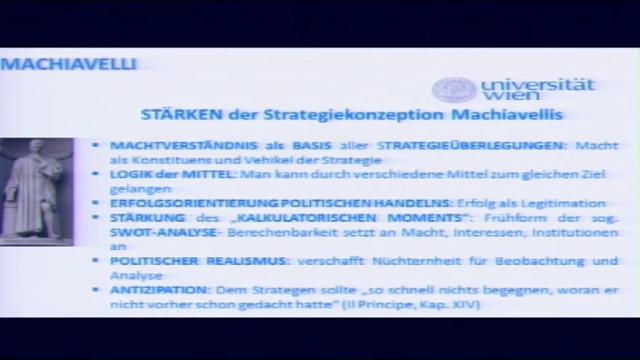 MACHIAVELLI
universität
wien
STÄRKEN der Strategiekonzeption Machiavellis
▪ MACHTVERSTÄNDNIS als BASIS aller STRATEGIEÜBERLEGUNGEN: Macht
als Konstituens und Vehikel der Strategie
▪ LOGIK der MITTEL: Man kann durch verschiedene Mittel zum gleichen Ziel
gelangen
▪ ERFOLGSORIENTIERUNG POLITISCHEN HANDELNS: Erfolg als Legitimation
▪ STÄRKUNG des „KALKULATORISCHEN MOMENTS“: Frühform der sog.
SWOT-ANALYSE- Berechenbarkeit setzt an Macht, Interessen, Institutionen
an
▪ POLITISCHER REALISMUS: verschafft Nüchternheit für Beobachtung und
Analyse
▪ ANTIZIPATION: Dem Strategen sollte „so schnell nichts begegnen, woran er
nicht vorher schon gedacht hatte“ (Il Principe, Kap. XIV)